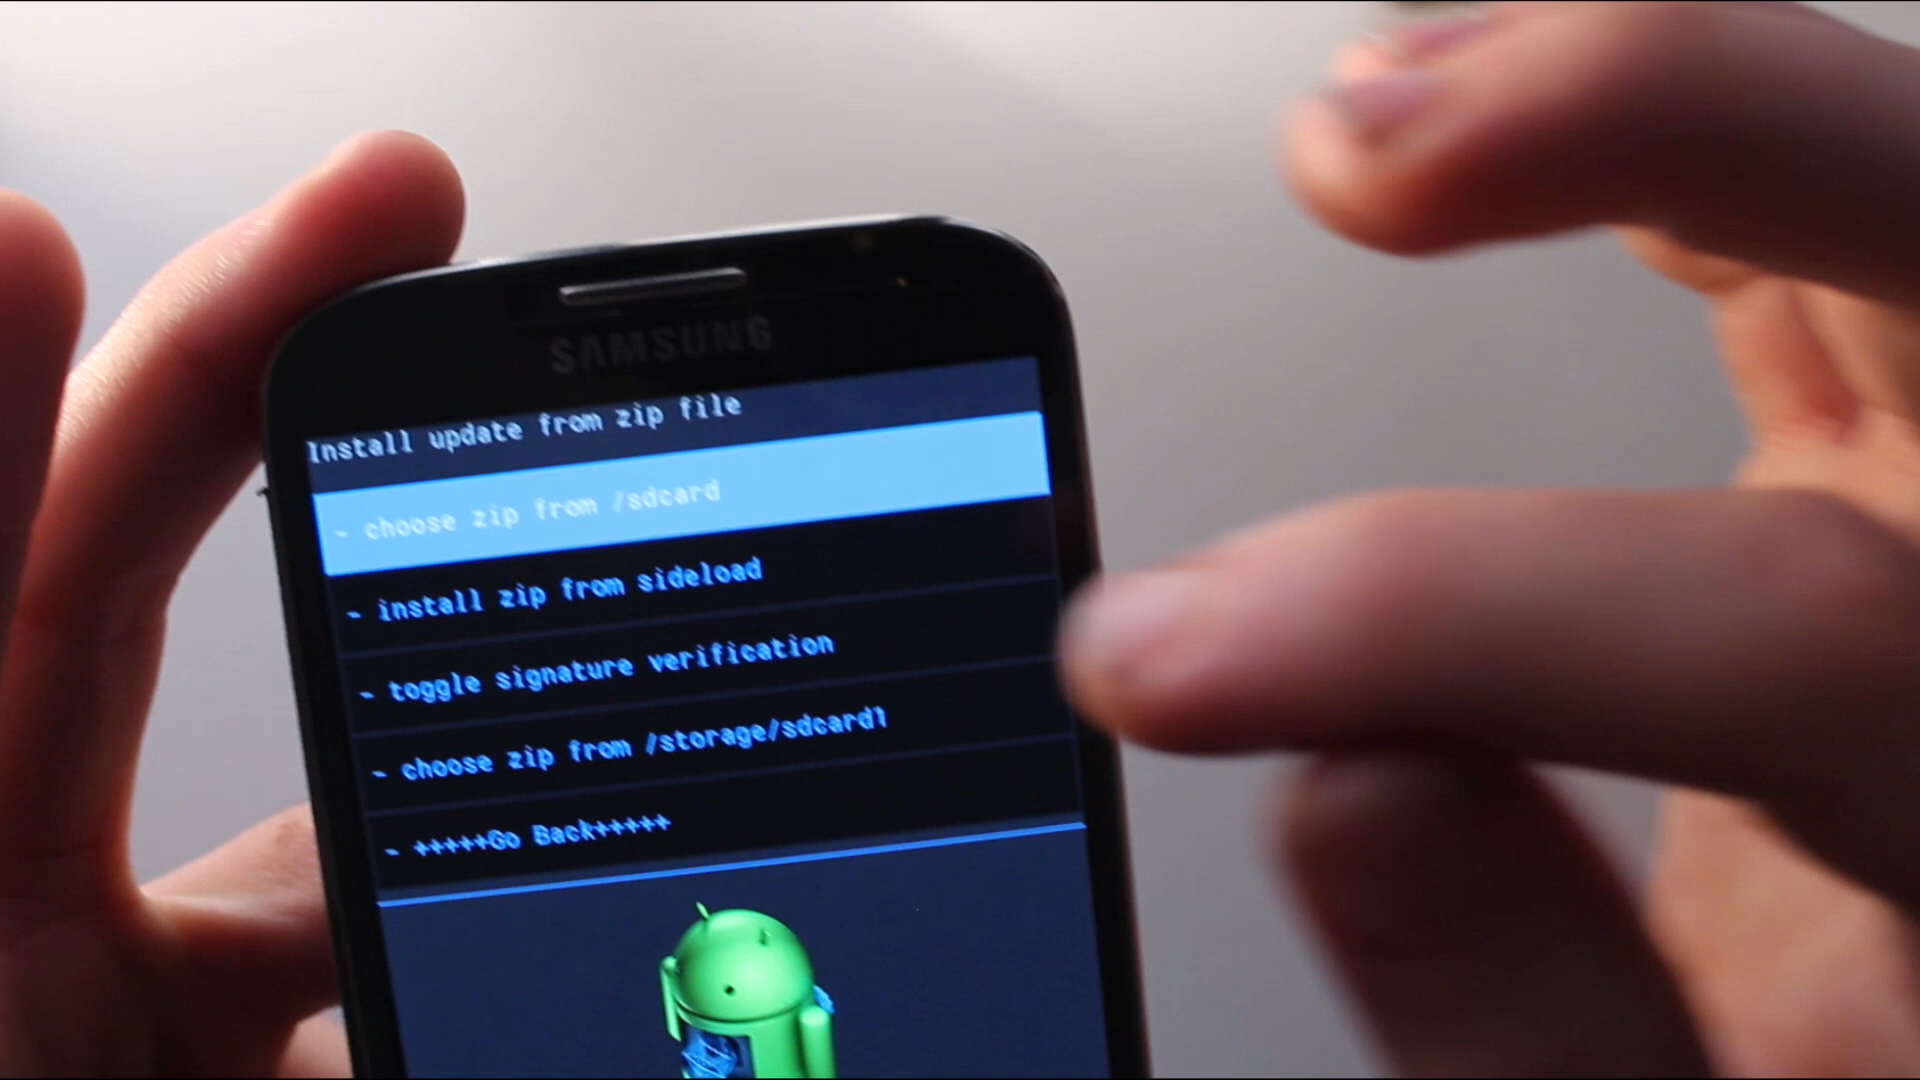 SAMSUNG
Install update from zip file
- choose zip from /sdcard
- install zip from sideload
- toggle signature verification
- choose zip from /storage/sdcard1
- +++++Go Back+++++